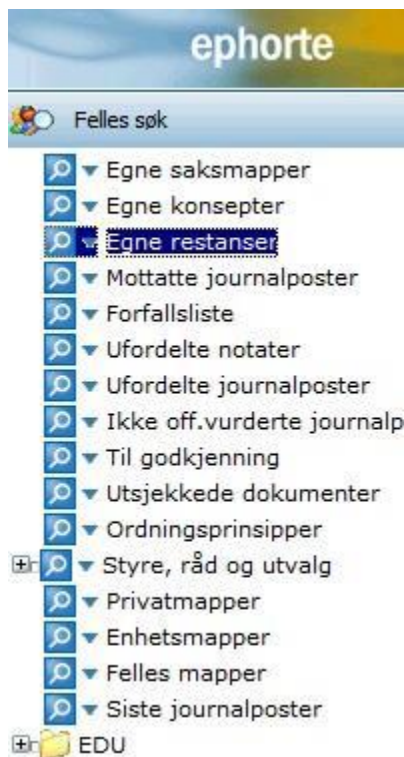 ephorte
Felles søk
Egne saksmapper
Egne konsepter
Egne restanser
Mottatte journalposter
Forfallsliste
Ufordelte notater
Ufordelte journalposter
Ikke off.vurderte journalp
Til godkjenning
Utsjekkede dokumenter
Ordningsprinsipper
Styre, råd og utvalg
Privatmapper
Enhetsmapper
Felles mapper
Siste journalposter
EDU